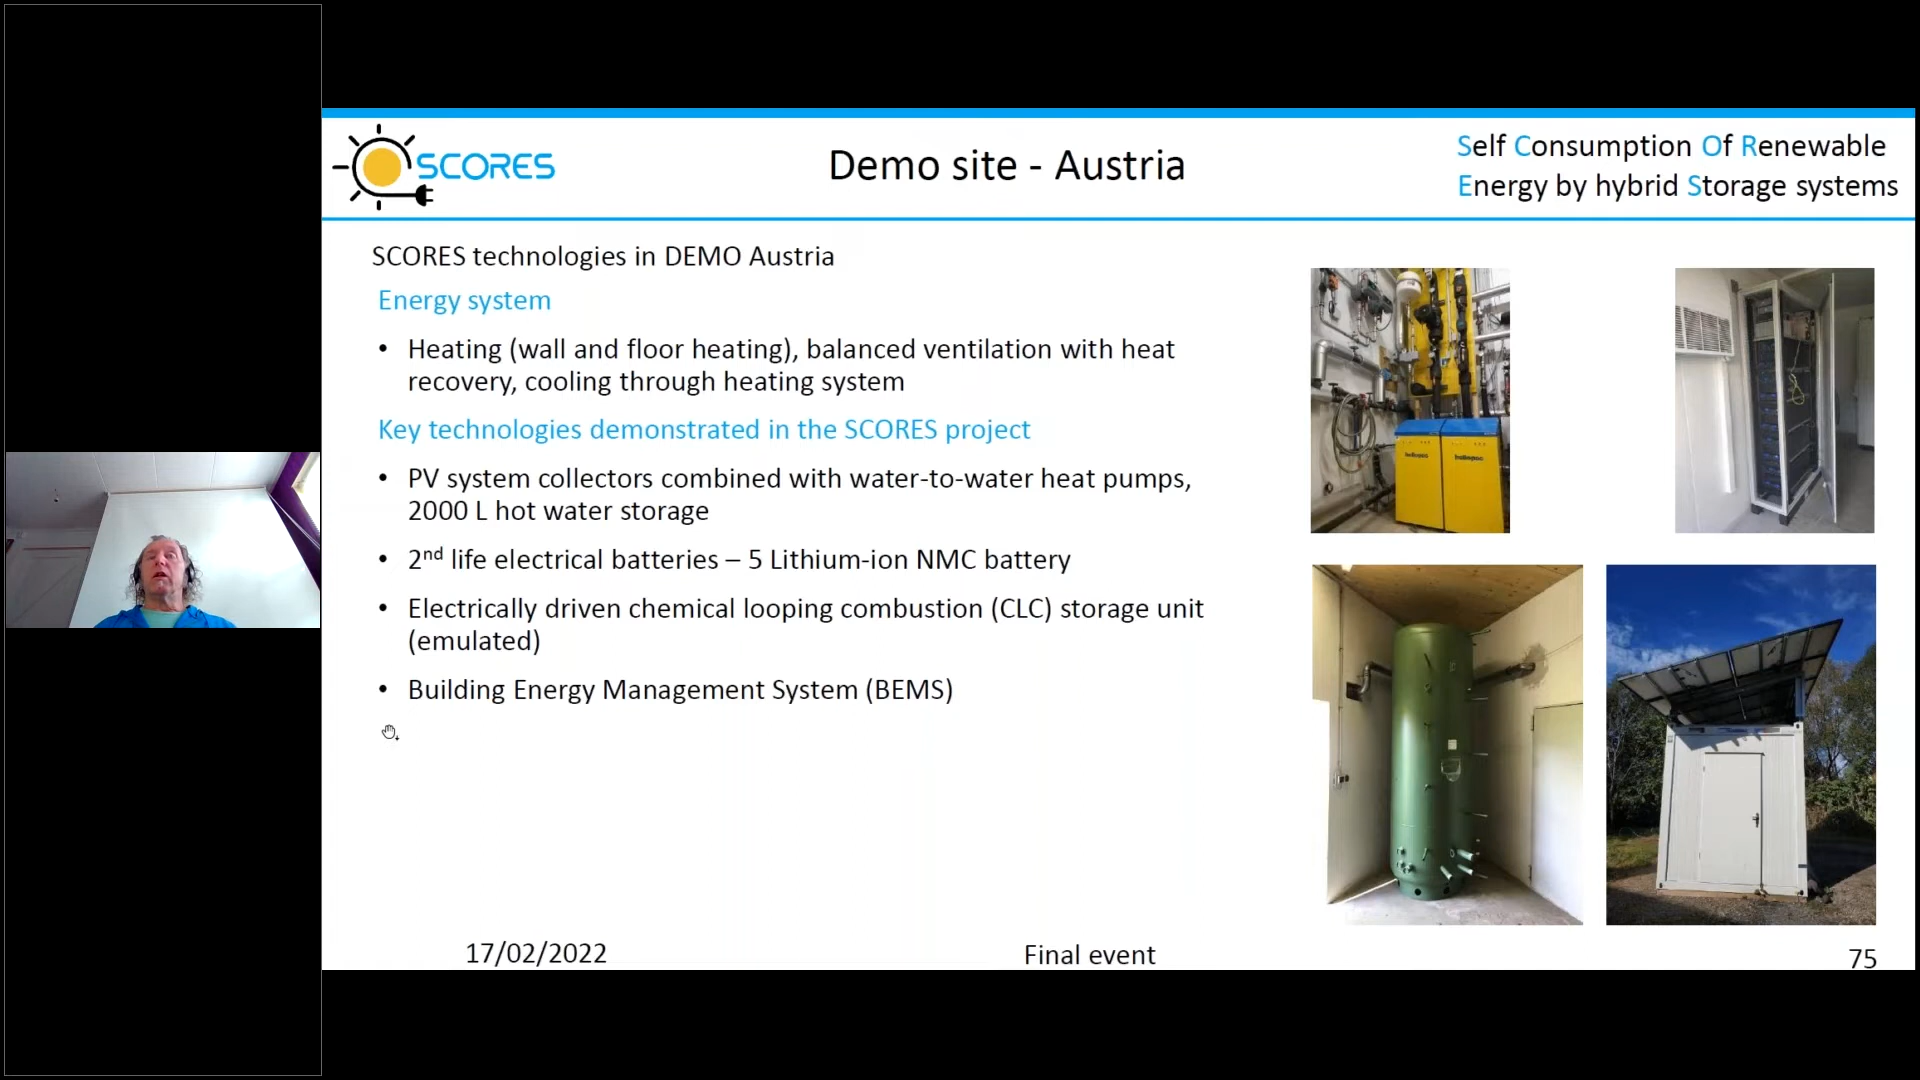 SCORES
Demo site - Austria
Self Consumption Of Renewable
Energy by hybrid Storage systems
SCORES technologies in DEMO Austria
Energy system
• Heating (wall and floor heating), balanced ventilation with heat
recovery, cooling through heating system
Key technologies demonstrated in the SCORES project
• PV system collectors combined with water-to-water heat pumps,
2000 L hot water storage
• 2nd life electrical batteries – 5 Lithium-ion NMC battery
• Electrically driven chemical looping combustion (CLC) storage unit
(emulated)
• Building Energy Management System (BEMS)
17/02/2022
Final event
75